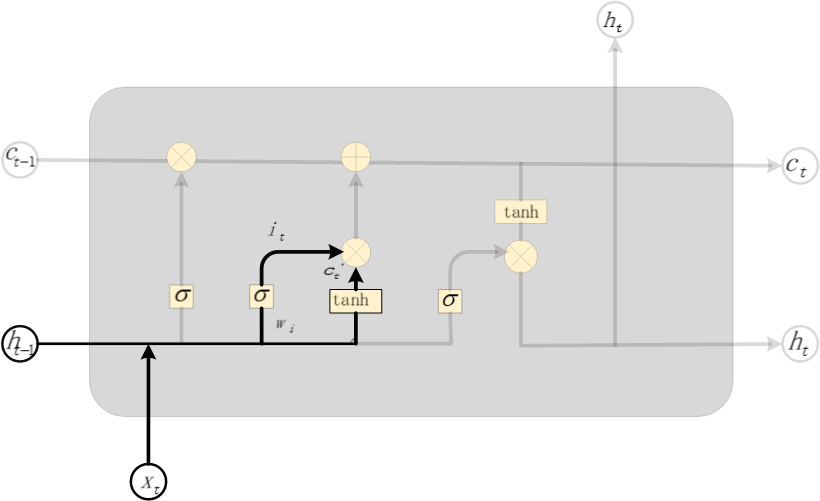 h_t
c_{t-1}
c_t
tanh
i_t
c_t'
σ
σ
tanh
σ
w_i
h_{t-1}
h_t
x_t